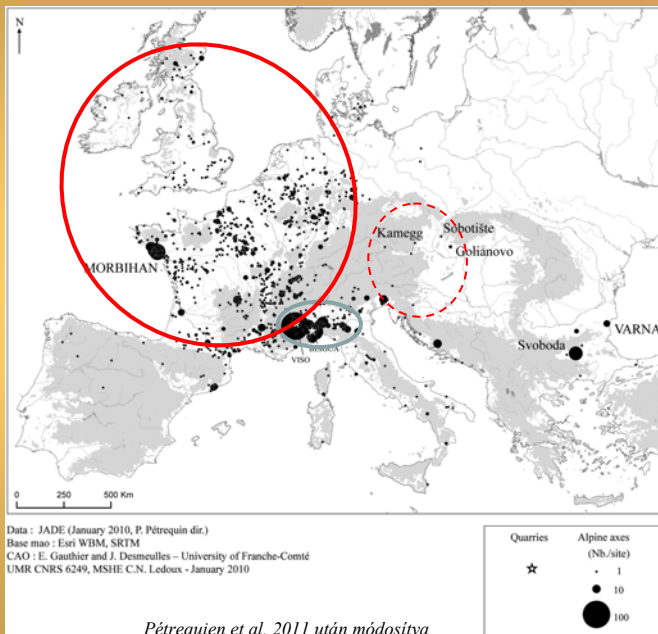 N
Kamegg
Sobotište
Golianovo
MORBIHAN
VARNA
Svoboda
VISO
0 250 500 Km
Data : JADE (January 2010, P. Pétrequin dir.)
Base mao : Esri WBM, SRTM
CAO : E. Gauthier and J. Desmeulles – University of Franche-Comté
UMR CNRS 6249, MSHE C.N. Ledoux - January 2010
Quarries
Alpine axes
(Nb./site)
1
10
100
Pétrequien et al. 2011 után módosítva